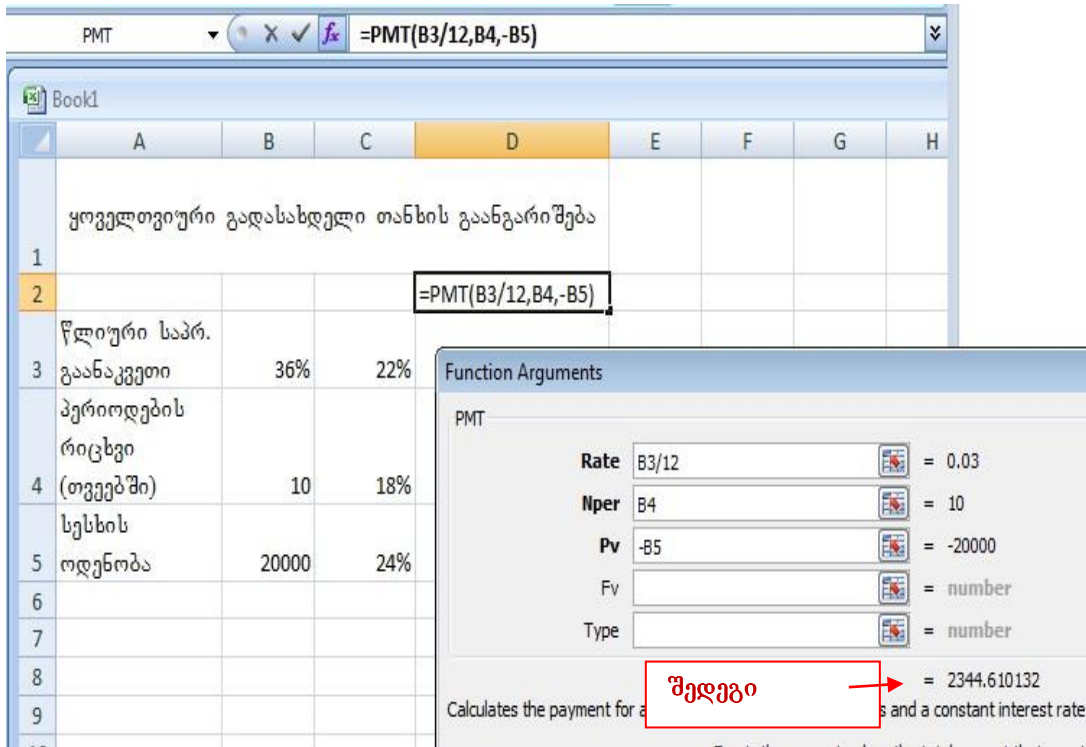 PMT =PMT(B3/12,B4,-B5)
Book1
A B C D E F G H
1 ყოველთვიური გადასახდელი თანხის გაანგარიშება
2 =PMT(B3/12,B4,-B5)
წლიური საპრ.
3 გაანაკვეთი 36% 22%
პერიოდების
რიცხვი
4 (თვეებში) 10 18%
სესხის
5 ოდენობა 20000 24%
6
7
8
9
Function Arguments
PMT
Rate B3/12 = 0.03
Nper B4 = 10
Pv -B5 = -20000
Fv = number
Type = number
შედეგი = 2344.610132
Calculates the payment for a s and a constant interest rate